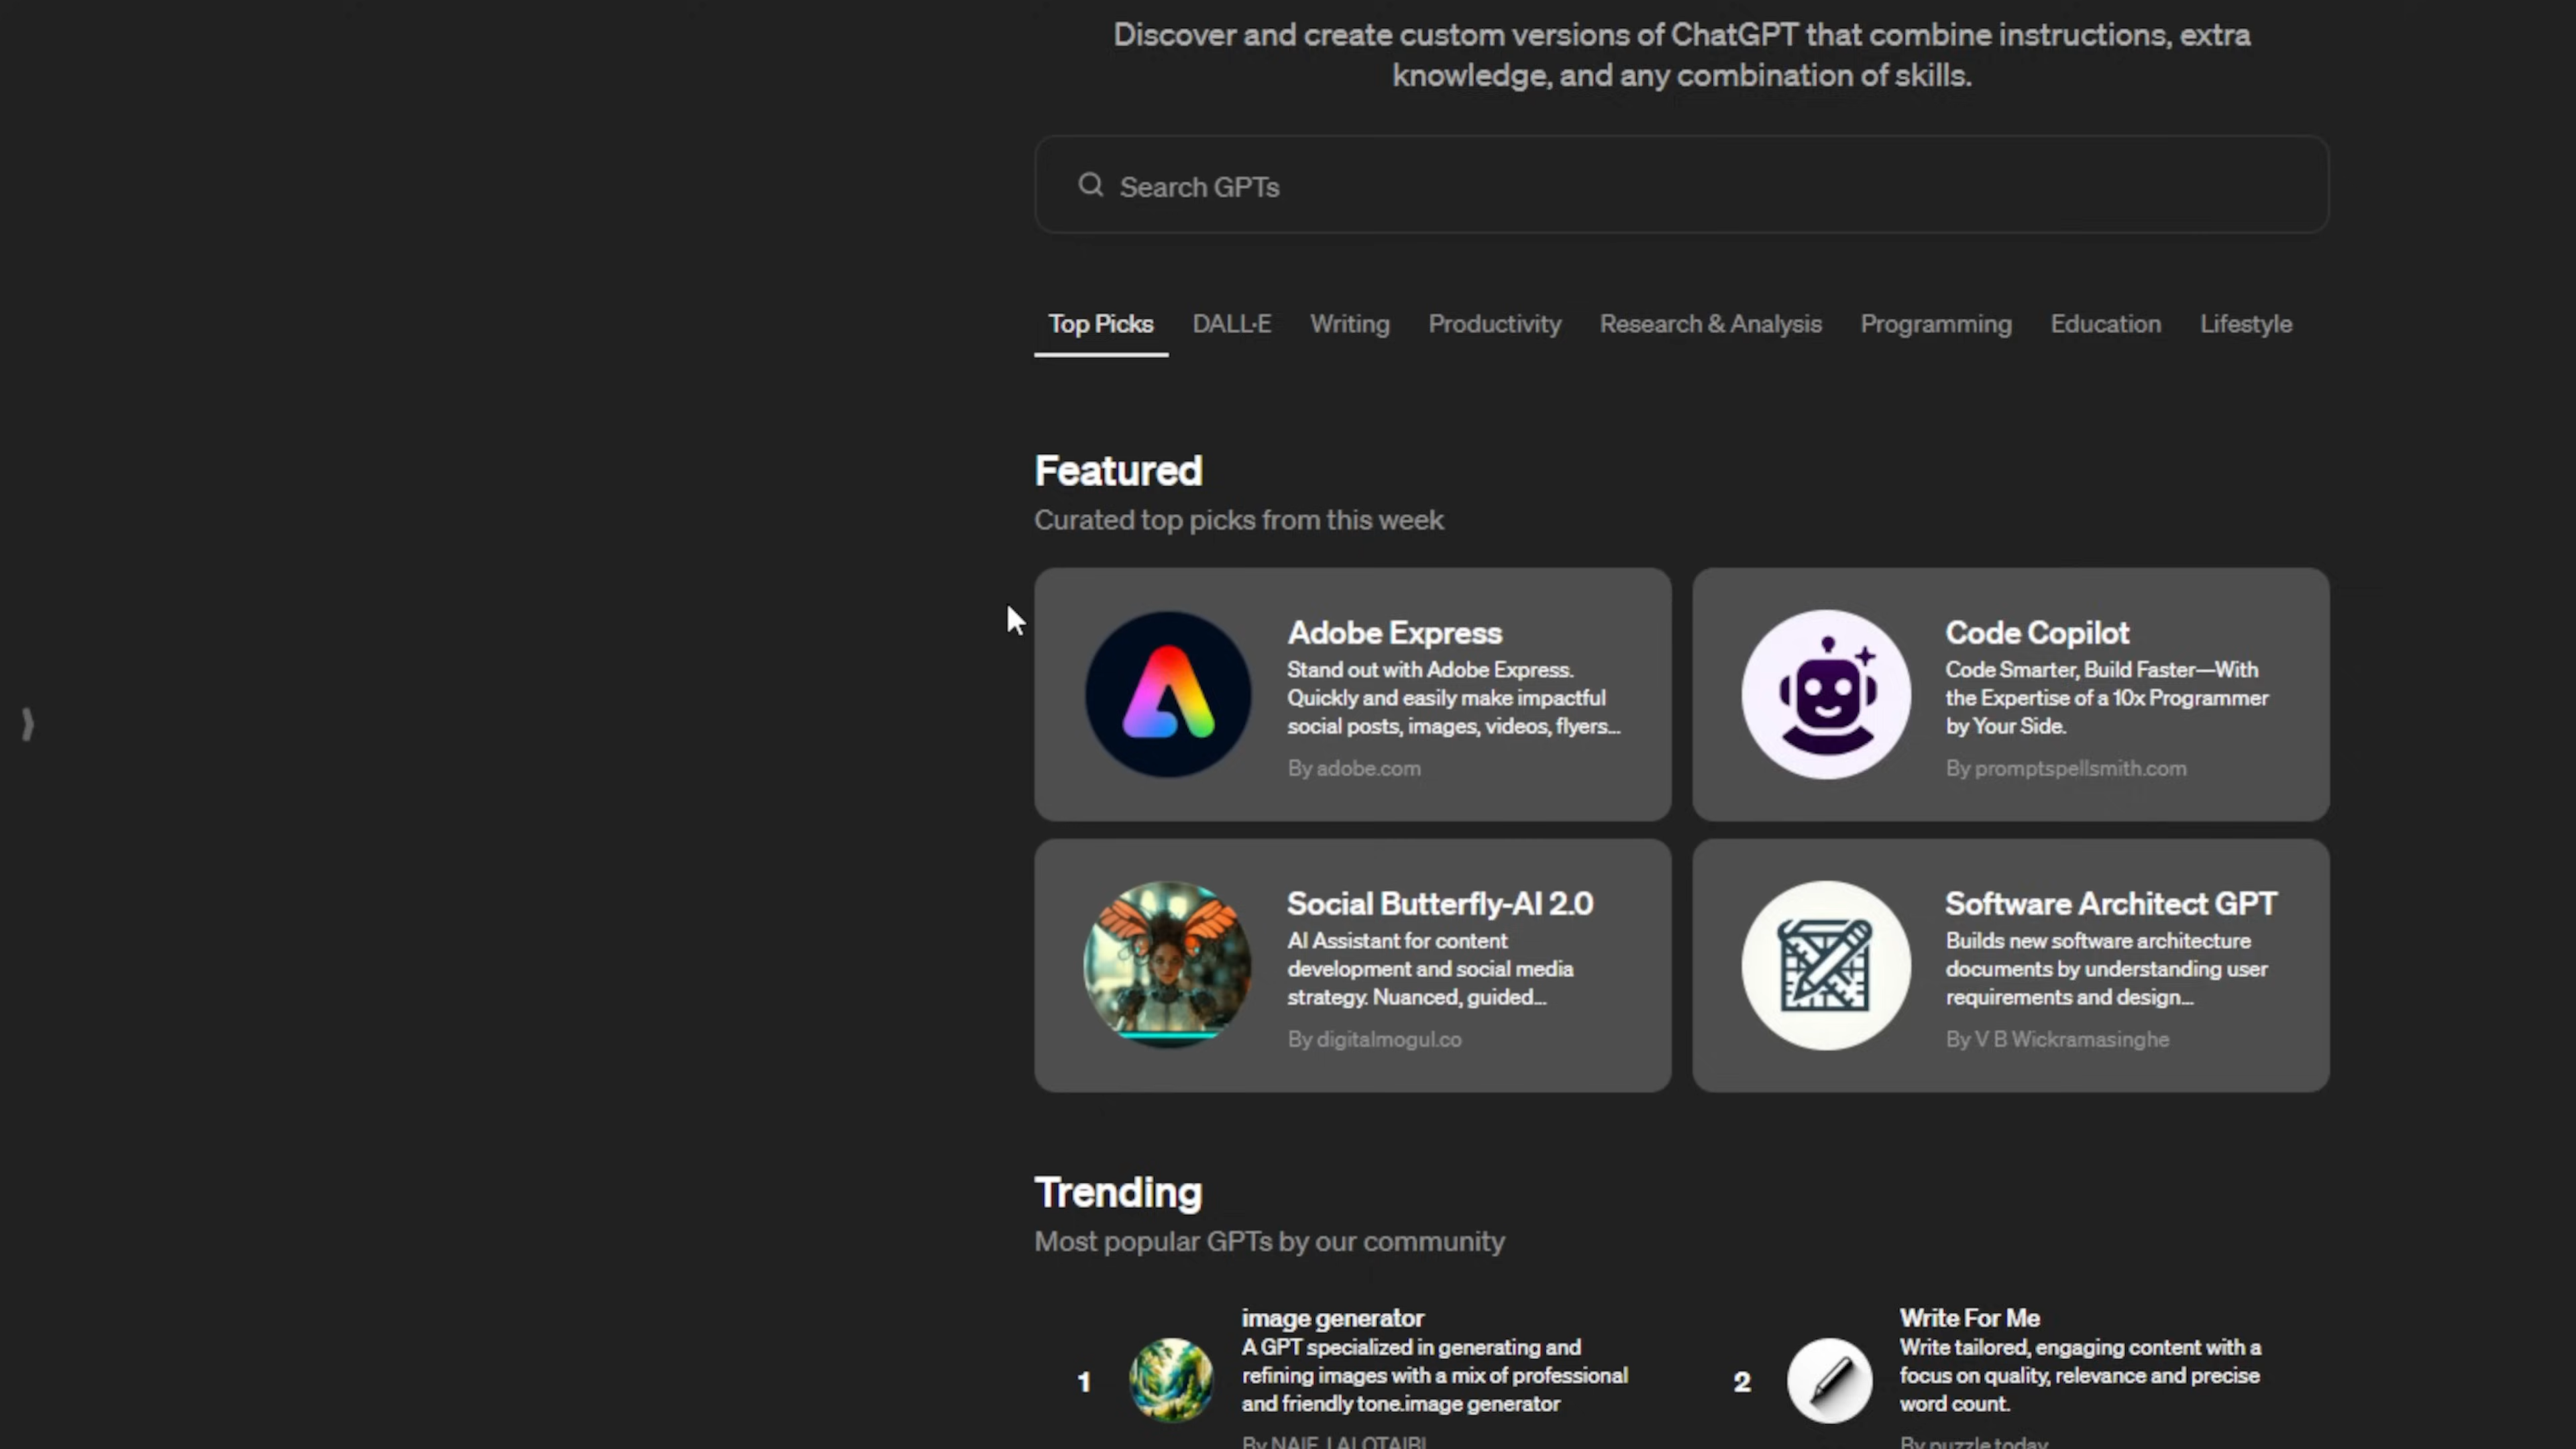 Discover and create custom versions of ChatGPT that combine instructions, extra
knowledge, and any combination of skills.
Search GPTs
Top Picks DALL·E Writing Productivity Research & Analysis Programming Education Lifestyle
Featured
Curated top picks from this week
Adobe Express
Stand out with Adobe Express.
Quickly and easily make impactful
social posts, images, videos, flyers...
By adobe.com
Code Copilot
Code Smarter, Build Faster—With
the Expertise of a 10x Programmer
by Your Side.
By promptspellsmith.com
Social Butterfly-AI 2.0
AI Assistant for content
development and social media
strategy. Nuanced, guided...
By digitalmogul.co
Software Architect GPT
Builds new software architecture
documents by understanding user
requirements and design...
By V B Wickramasinghe
Trending
Most popular GPTs by our community
1
image generator
A GPT specialized in generating and
refining images with a mix of professional
and friendly tone.image generator
By NAIF J ALOTAIBI
2
Write For Me
Write tailored, engaging content with a
focus on quality, relevance and precise
word count.
By puzzle.today